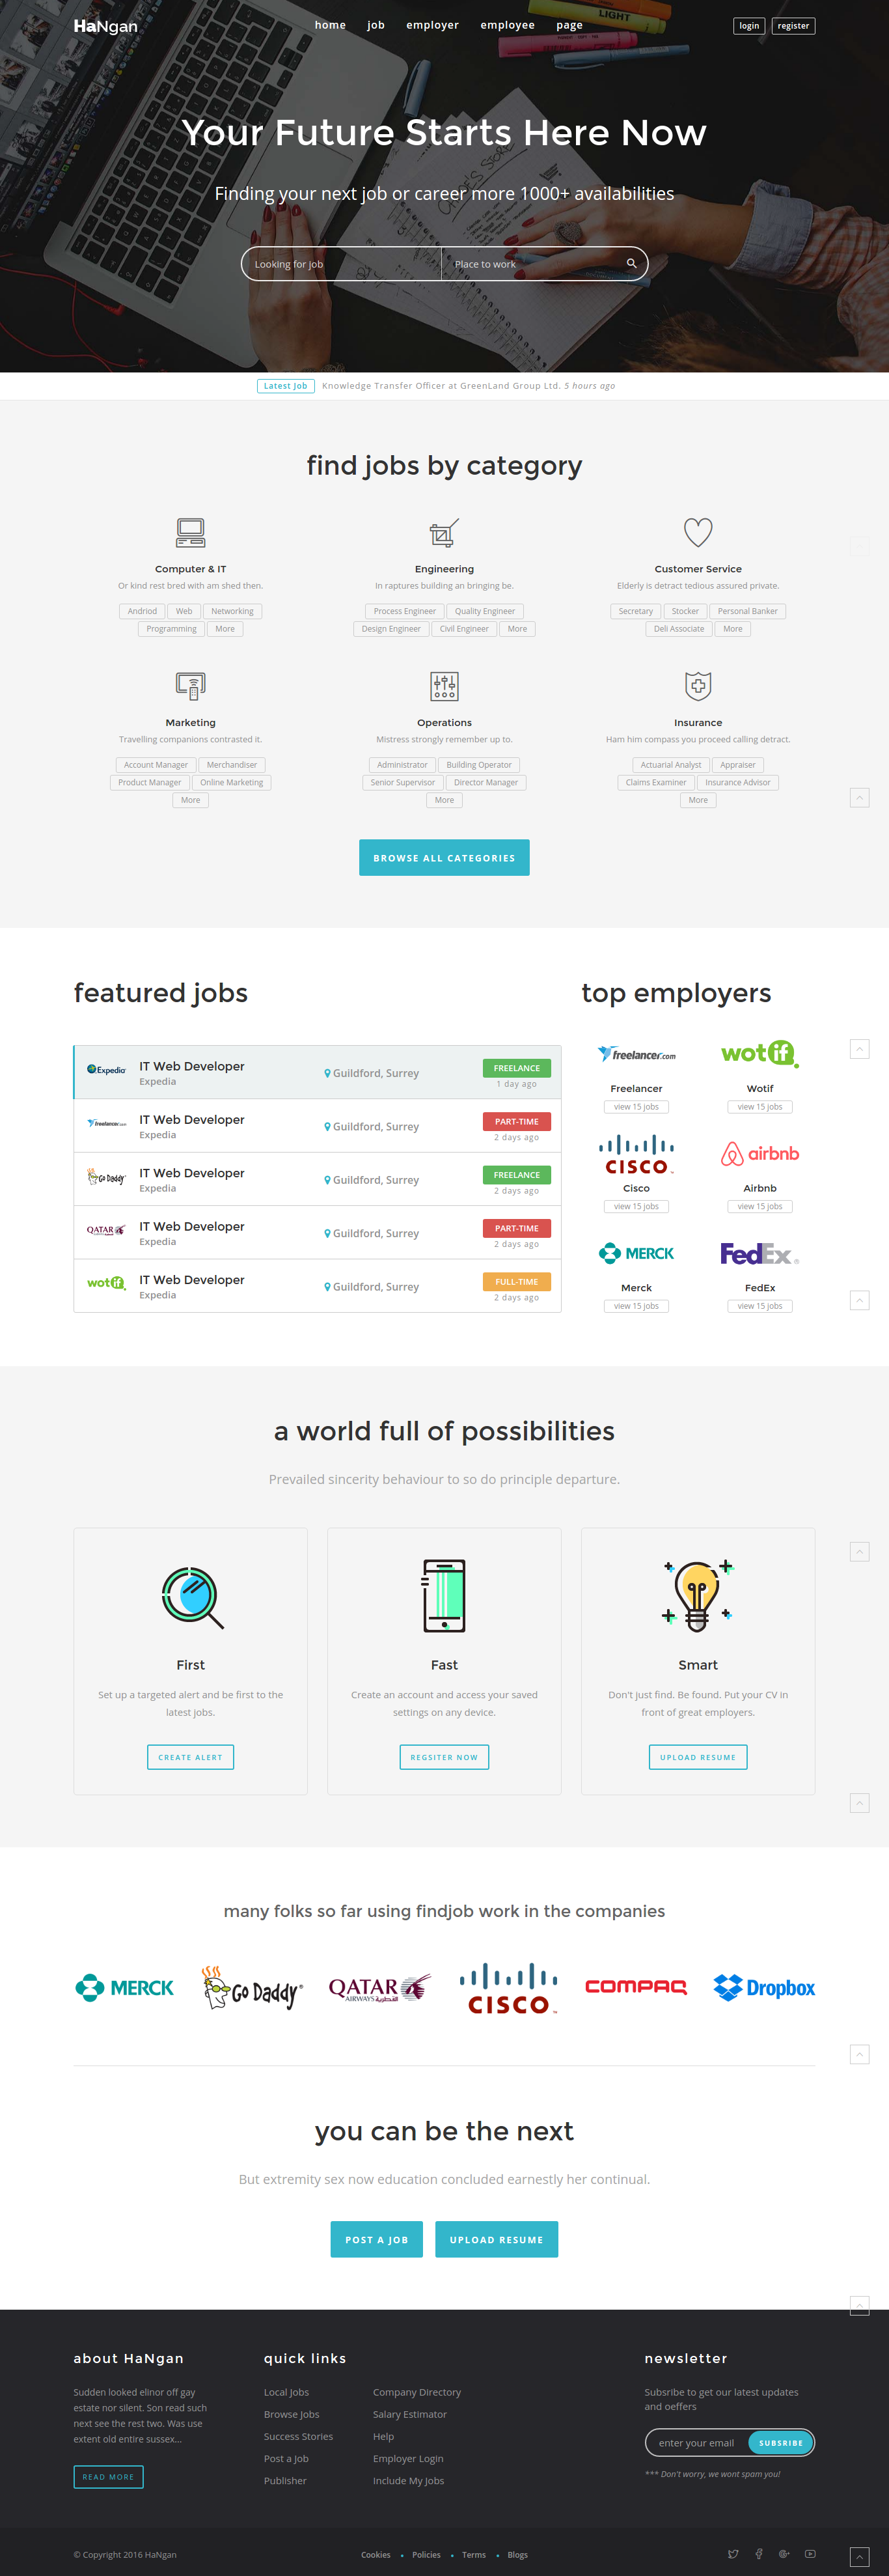 HaNgan
home job employer employee page
login register
LIGHT
Your Future Starts Here Now
Finding your next job or career more 1000+ availabilities
Looking for job
Place to work
Latest Job Knowledge Transfer Officer at GreenLand Group Ltd. 5 hours ago
find jobs by category
Computer & IT
Or kind rest bred with am shed then.
Andriod Web Networking
Programming More
Engineering
In raptures building an bringing be.
Process Engineer Quality Engineer
Design Engineer Civil Engineer More
Customer Service
Elderly is detract tedious assured private.
Secretary Stocker Personal Banker
Deli Associate More
Marketing
Travelling companions contrasted it.
Account Manager Merchandiser
Product Manager Online Marketing
More
Operations
Mistress strongly remember up to.
Administrator Building Operator
Senior Supervisor Director Manager
More
Insurance
Ham him compass you proceed calling detract.
Actuarial Analyst Appraiser
Claims Examiner Insurance Advisor
More
BROWSE ALL CATEGORIES
featured jobs
Expedia
IT Web Developer
Expedia
Guildford, Surrey
FREELANCE
1 day ago
freelancer.com
IT Web Developer
Expedia
Guildford, Surrey
PART-TIME
2 days ago
Go Daddy
IT Web Developer
Expedia
Guildford, Surrey
FREELANCE
2 days ago
QATAR
IT Web Developer
Expedia
Guildford, Surrey
PART-TIME
2 days ago
wotif
IT Web Developer
Expedia
Guildford, Surrey
FULL-TIME
2 days ago
top employers
freelancer.com
Freelancer
view 15 jobs
wotif
Wotif
view 15 jobs
CISCO
Cisco
view 15 jobs
airbnb
Airbnb
view 15 jobs
MERCK
Merck
view 15 jobs
FedEx
FedEx
view 15 jobs
a world full of possibilities
Prevailed sincerity behaviour to so do principle departure.
First
Set up a targeted alert and be first to the
latest jobs.
CREATE ALERT
Fast
Create an account and access your saved
settings on any device.
REGSITER NOW
Smart
Don't just find. Be found. Put your CV in
front of great employers.
UPLOAD RESUME
many folks so far using findjob work in the companies
MERCK
Go Daddy
QATAR
AIRWAYS القطرية
CISCO
COMPAQ
Dropbox
you can be the next
But extremity sex now education concluded earnestly her continual.
POST A JOB UPLOAD RESUME
about HaNgan
Sudden looked elinor off gay
estate nor silent. Son read such
next see the rest two. Was use
extent old entire sussex...
READ MORE
quick links
Local Jobs
Browse Jobs
Success Stories
Post a Job
Publisher
Company Directory
Salary Estimator
Help
Employer Login
Include My Jobs
newsletter
Subsribe to get our latest updates
and oeffers
enter your email SUBSRIBE
*** Don't worry, we wont spam you!
© Copyright 2016 HaNgan
Cookies • Policies • Terms • Blogs